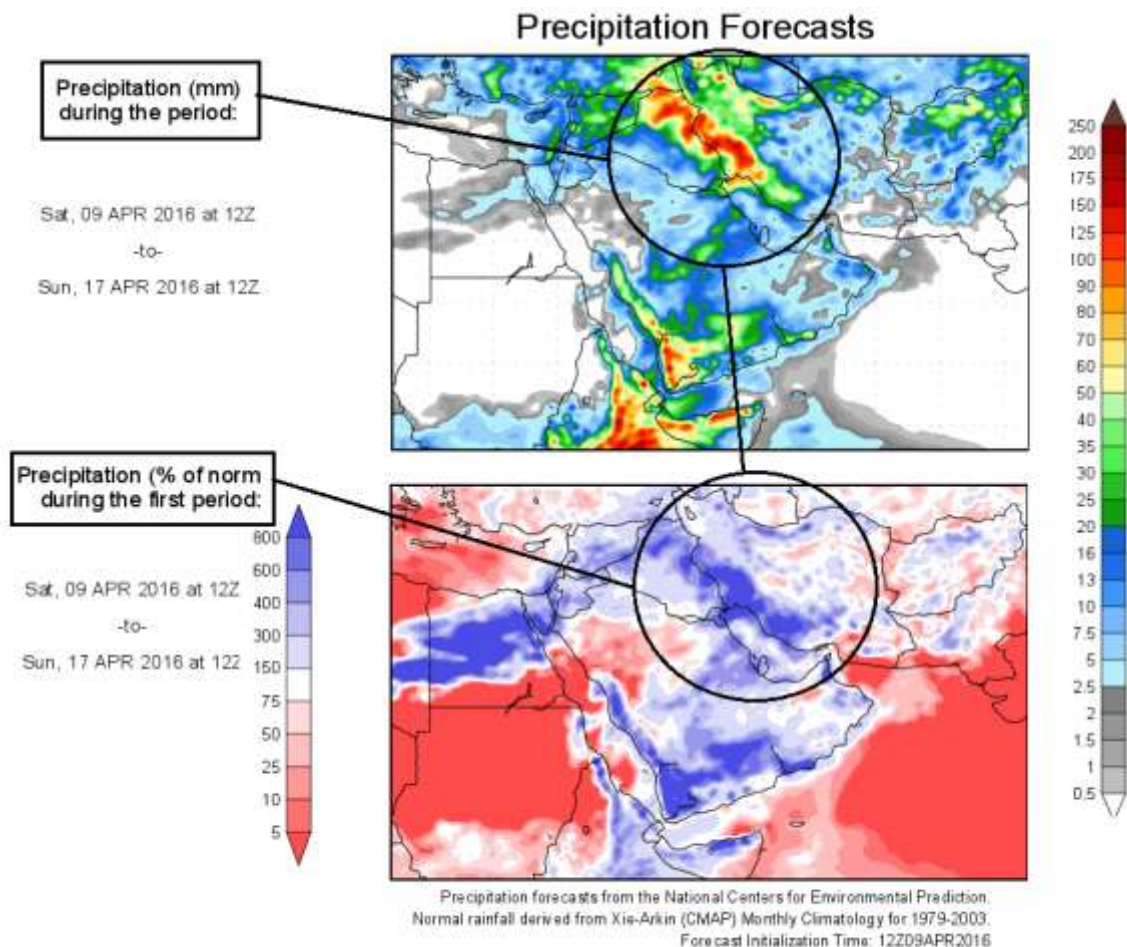 Precipitation Forecasts
Precipitation (mm)
during the period:
Sat, 09 APR 2016 at 12Z
-to-
Sun, 17 APR 2016 at 12Z
250
200
175
150
125
100
90
80
70
60
50
40
35
30
25
20
16
13
10
7.5
5
2.5
2
1.5
1
0.5
Precipitation (% of norm
during the first period:
Sat, 09 APR 2016 at 12Z
-to-
Sun, 17 APR 2016 at 12Z
800
600
400
300
150
75
50
25
10
5
Precipitation forecasts from the National Centers for Environmental Prediction.
Normal rainfall derived from Xie-Arkin (CMAP) Monthly Climatology for 1979-2003.
Forecast Initialization Time: 12Z09APR2016